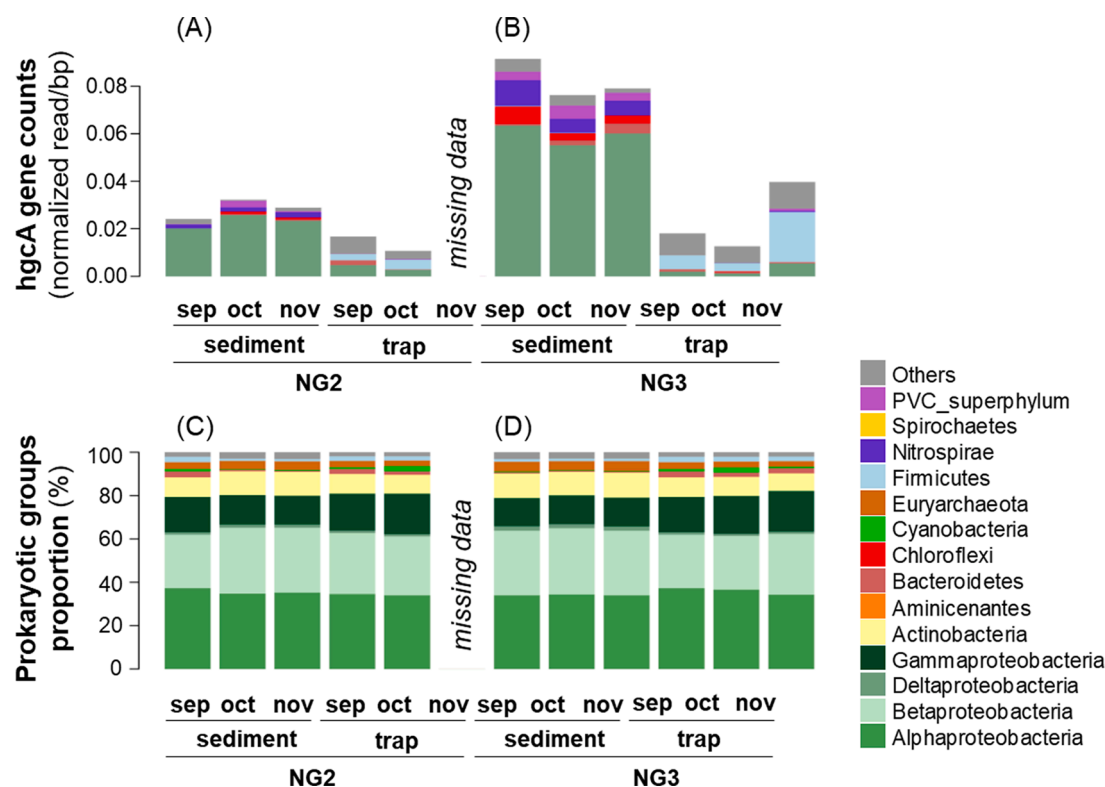 (A)
(B)
hgcA gene counts
(normalized read/bp)
0.08
0.06
0.04
0.02
0.00
missing data
sep oct nov sep oct nov sep oct nov sep oct nov
sediment trap sediment trap
NG2 NG3
(C)
(D)
Prokaryotic groups
proportion (%)
100
80
60
40
20
0
missing data
sep oct nov sep oct nov sep oct nov sep oct nov
sediment trap sediment trap
NG2 NG3
Others
PVC_superphylum
Spirochaetes
Nitrospirae
Firmicutes
Euryarchaeota
Cyanobacteria
Chloroflexi
Bacteroidetes
Aminicenantes
Actinobacteria
Gammaproteobacteria
Deltaproteobacteria
Betaproteobacteria
Alphaproteobacteria